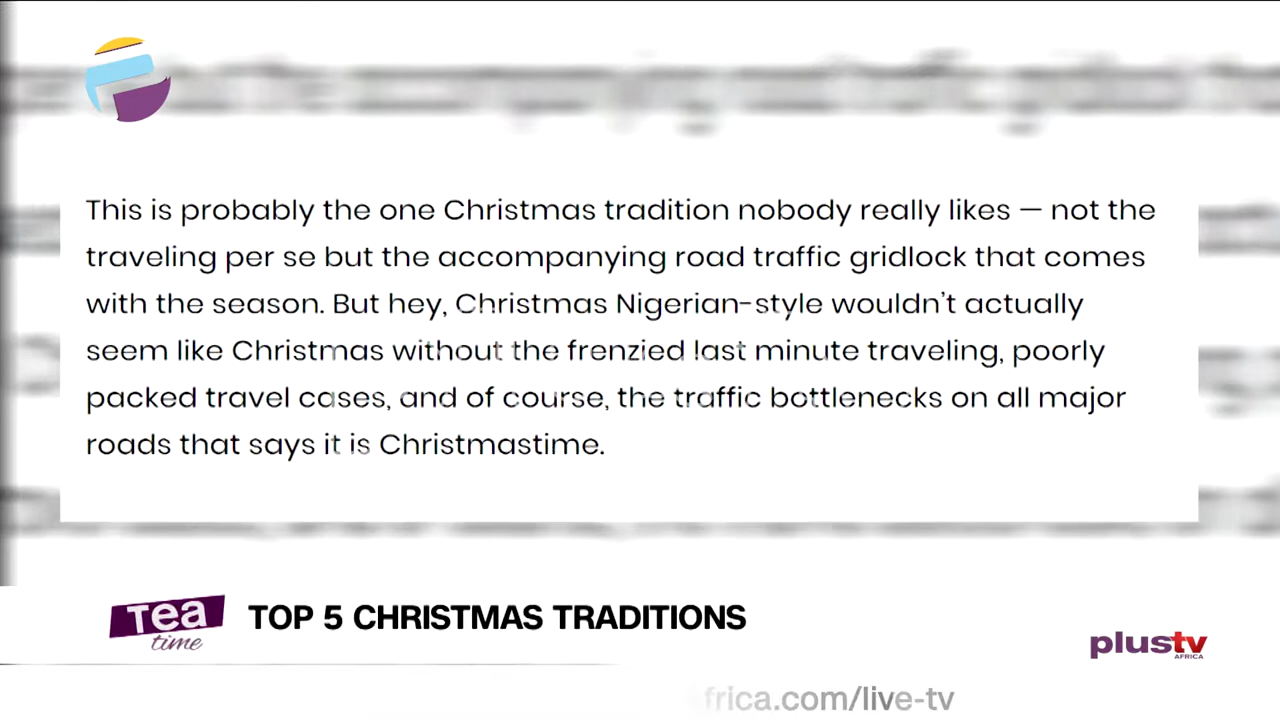 This is probably the one Christmas tradition nobody really likes — not the
traveling per se but the accompanying road traffic gridlock that comes
with the season. But hey, Christmas Nigerian-style wouldn't actually
seem like Christmas without the frenzied last minute traveling, poorly
packed travel cases, and of course, the traffic bottlenecks on all major
roads that says it is Christmastime.
Tea
time
TOP 5 CHRISTMAS TRADITIONS
plustv
AFRICA
frica.com/live-tv